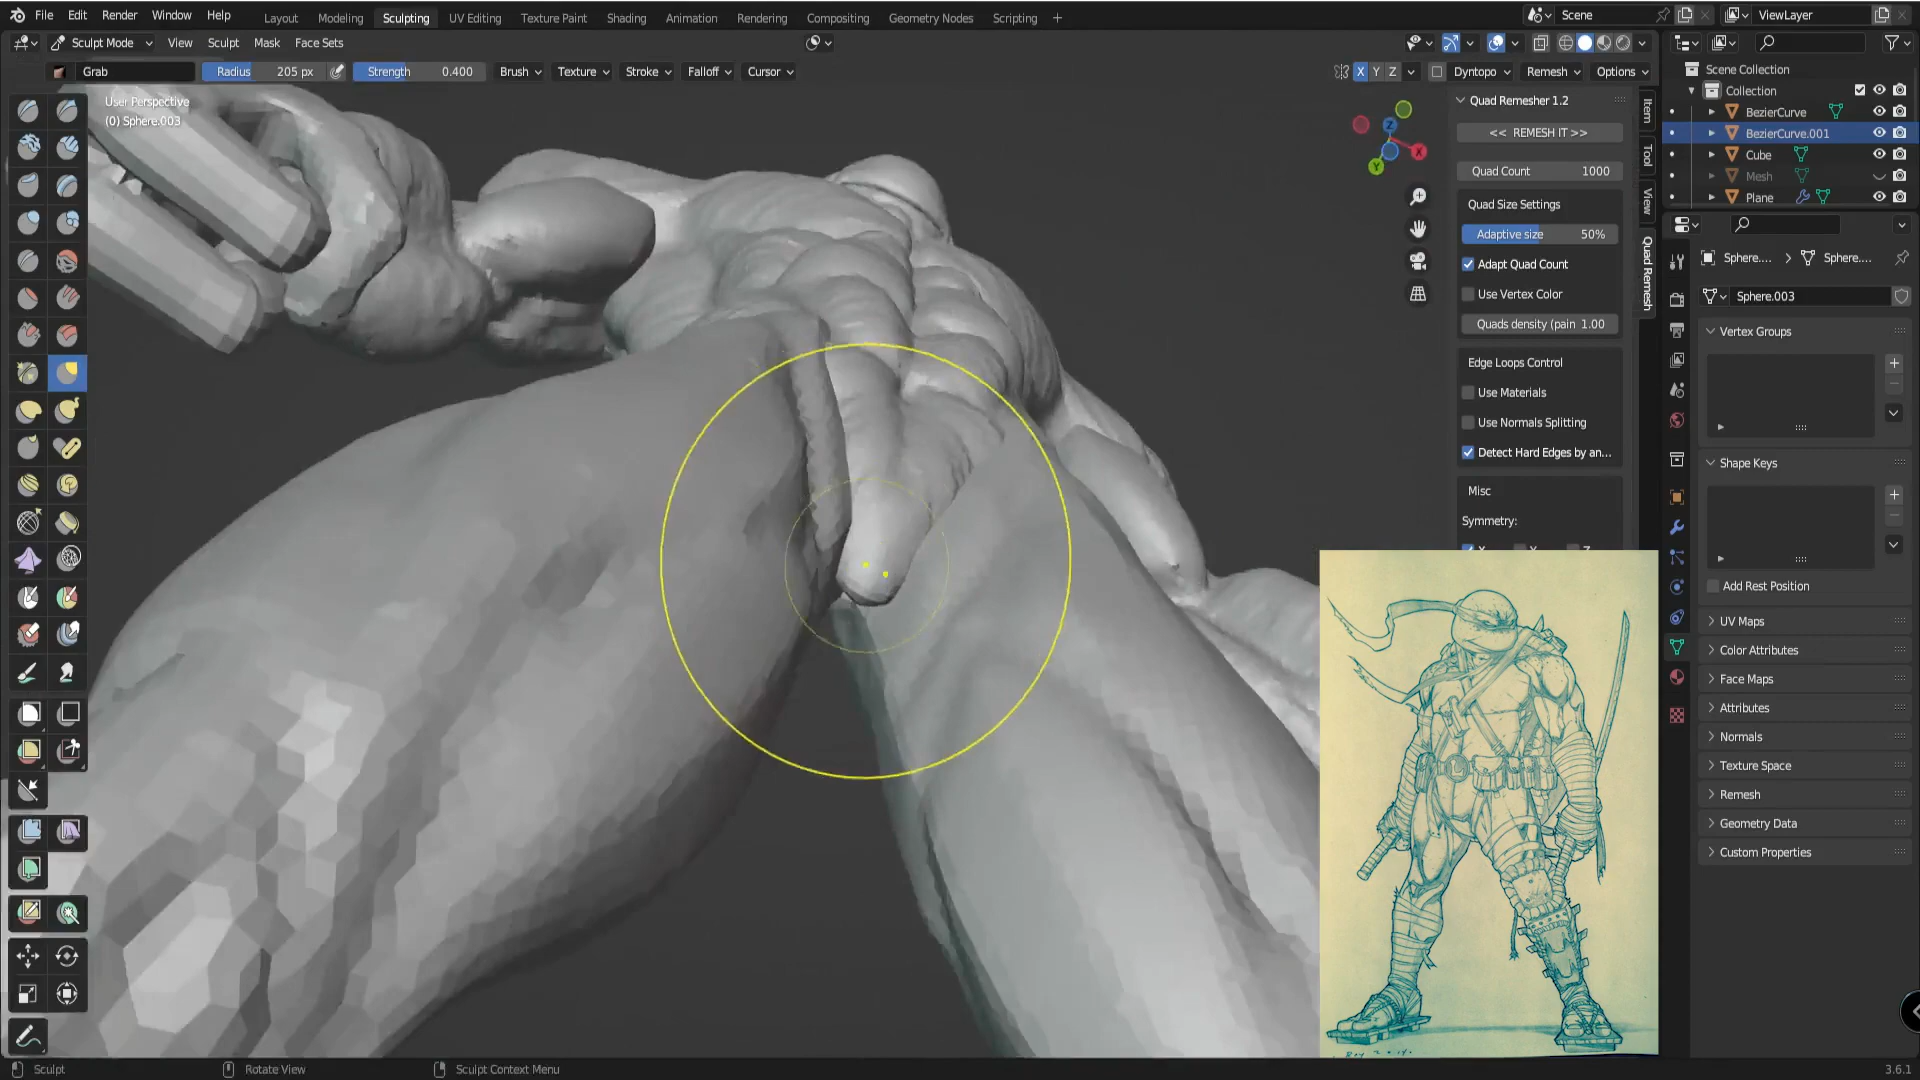 File Edit Render Window Help
Layout Modeling Sculpting UV Editing Texture Paint Shading Animation Rendering Compositing Geometry Nodes Scripting +
Scene
ViewLayer
Sculpt Mode View Sculpt Mask Face Sets
Grab Radius 205 px Strength 0.400 Brush Texture Stroke Falloff Cursor
X Y Z Dyntopo Remesh Options
User Perspective
(0) Sphere.003
Z
X
Y
Quad Remesher 1.2
<< REMESH IT >>
Quad Count 1000
Quad Size Settings
Adaptive size 50%
Adapt Quad Count
Use Vertex Color
Quads density (pain 1.00
Edge Loops Control
Use Materials
Use Normals Splitting
Detect Hard Edges by an...
Misc
Symmetry:
Item
Tool
View
Quad Remesh
Scene Collection
Collection
BezierCurve
BezierCurve.001
Cube
Mesh
Plane
Sphere.... > Sphere....
Sphere.003
Vertex Groups
Shape Keys
Add Rest Position
UV Maps
Color Attributes
Face Maps
Attributes
Normals
Texture Space
Remesh
Geometry Data
Custom Properties
Sculpt
Rotate View
Sculpt Context Menu
3.6.1